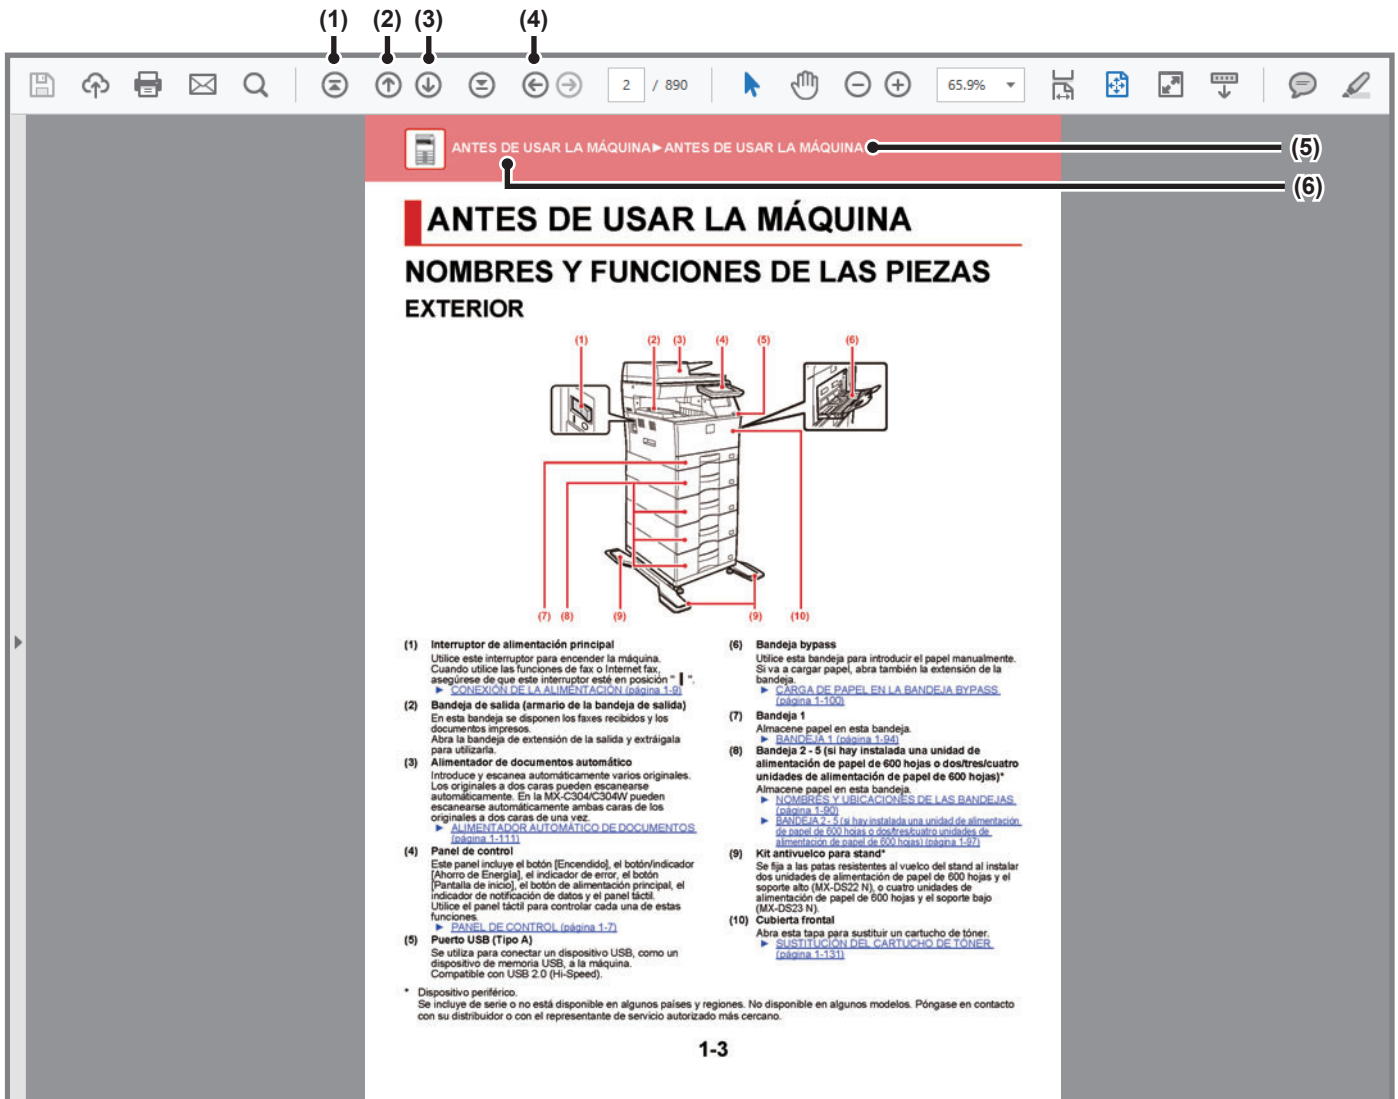 (1) (2) (3) (4)
2 / 890 65.9%
ANTES DE USAR LA MÁQUINA►ANTES DE USAR LA MÁQUINA
(5)
(6)
ANTES DE USAR LA MÁQUINA
NOMBRES Y FUNCIONES DE LAS PIEZAS
EXTERIOR
(1) (2) (3) (4) (5) (6)
(7) (8) (9) (9) (10)
(1) Interruptor de alimentación principal
Utilice este interruptor para encender la máquina.
Cuando utilice las funciones de fax o Internet fax,
asegúrese de que este interruptor esté en posición " | ".
► CONEXIÓN DE LA ALIMENTACIÓN (página 1-9)
(2) Bandeja de salida (armario de la bandeja de salida)
En esta bandeja se disponen los faxes recibidos y los
documentos impresos.
Abra la bandeja de extensión de la salida y extráigala
para utilizarla.
(3) Alimentador de documentos automático
Introduce y escanea automáticamente varios originales.
Los originales a dos caras pueden escanearse
automáticamente. En la MX-C304/C304W pueden
escanearse automáticamente ambas caras de los
originales a dos caras de una vez.
► ALIMENTADOR AUTOMÁTICO DE DOCUMENTOS
(página 1-111)
(4) Panel de control
Este panel incluye el botón [Encendido], el botón/indicador
[Ahorro de Energía], el indicador de error, el botón
[Pantalla de inicio], el botón de alimentación principal, el
indicador de notificación de datos y el panel táctil.
Utilice el panel táctil para controlar cada una de estas
funciones.
► PANEL DE CONTROL (página 1-7)
(5) Puerto USB (Tipo A)
Se utiliza para conectar un dispositivo USB, como un
dispositivo de memoria USB, a la máquina.
Compatible con USB 2.0 (Hi-Speed).
(6) Bandeja bypass
Utilice esta bandeja para introducir el papel manualmente.
Si va a cargar papel, abra también la extensión de la
bandeja.
► CARGA DE PAPEL EN LA BANDEJA BYPASS
(página 1-100)
(7) Bandeja 1
Almacene papel en esta bandeja.
► BANDEJA 1 (página 1-94)
(8) Bandeja 2 - 5 (si hay instalada una unidad de
alimentación de papel de 600 hojas o dos/tres/cuatro
unidades de alimentación de papel de 600 hojas)*
Almacene papel en esta bandeja.
► NOMBRES Y UBICACIONES DE LAS BANDEJAS
(página 1-90)
► BANDEJA 2 - 5 (si hay instalada una unidad de alimentación
de papel de 600 hojas o dos/tres/cuatro unidades de
alimentación de papel de 600 hojas) (página 1-97)
(9) Kit antivuelco para stand*
Se fija a las patas resistentes al vuelco del stand al instalar
dos unidades de alimentación de papel de 600 hojas y el
soporte alto (MX-DS22 N), o cuatro unidades de
alimentación de papel de 600 hojas y el soporte bajo
(MX-DS23 N).
(10) Cubierta frontal
Abra esta tapa para sustituir un cartucho de tóner.
► SUSTITUCIÓN DEL CARTUCHO DE TÓNER
(página 1-131)
* Dispositivo periférico.
Se incluye de serie o no está disponible en algunos países y regiones. No disponible en algunos modelos. Póngase en contacto
con su distribuidor o con el representante de servicio autorizado más cercano.
1-3